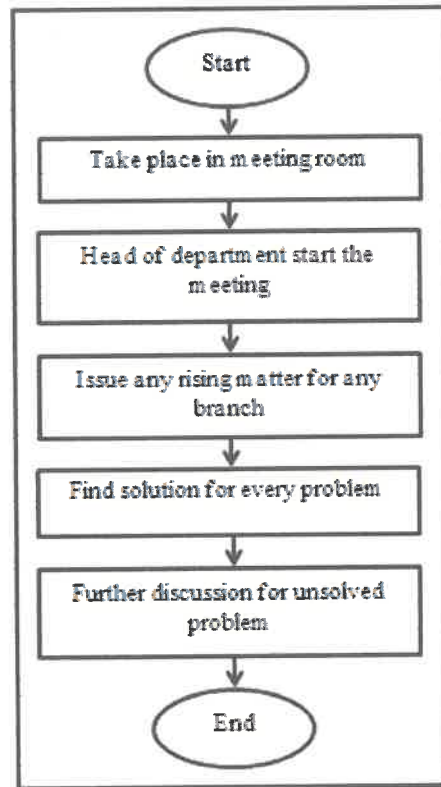 Start
Take place in meeting room
Head of department start the
meeting
Issue any rising matter for any
branch
Find solution for every problem
Further discussion for unsolved
problem
End